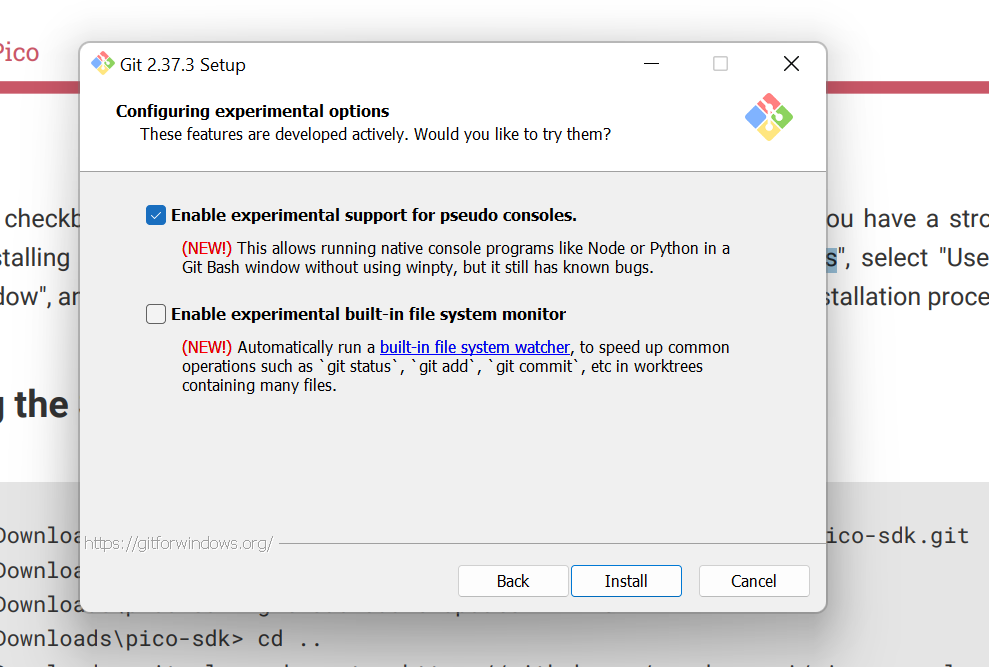 Pico
Git 2.37.3 Setup
Configuring experimental options
These features are developed actively. Would you like to try them?
Enable experimental support for pseudo consoles.
(NEW!) This allows running native console programs like Node or Python in a
Git Bash window without using winpty, but it still has known bugs.
Enable experimental built-in file system monitor
(NEW!) Automatically run a built-in file system watcher, to speed up common
operations such as `git status`, `git add`, `git commit`, etc in worktrees
containing many files.
https://gitforwindows.org/
Back Install Cancel
checkb ou have a stro
stalling s", select "Use
dow", an stallation proce
g the
Downloa ico-sdk.git
Downloa
Downloads\
Downloads\pico-sdk> cd ..